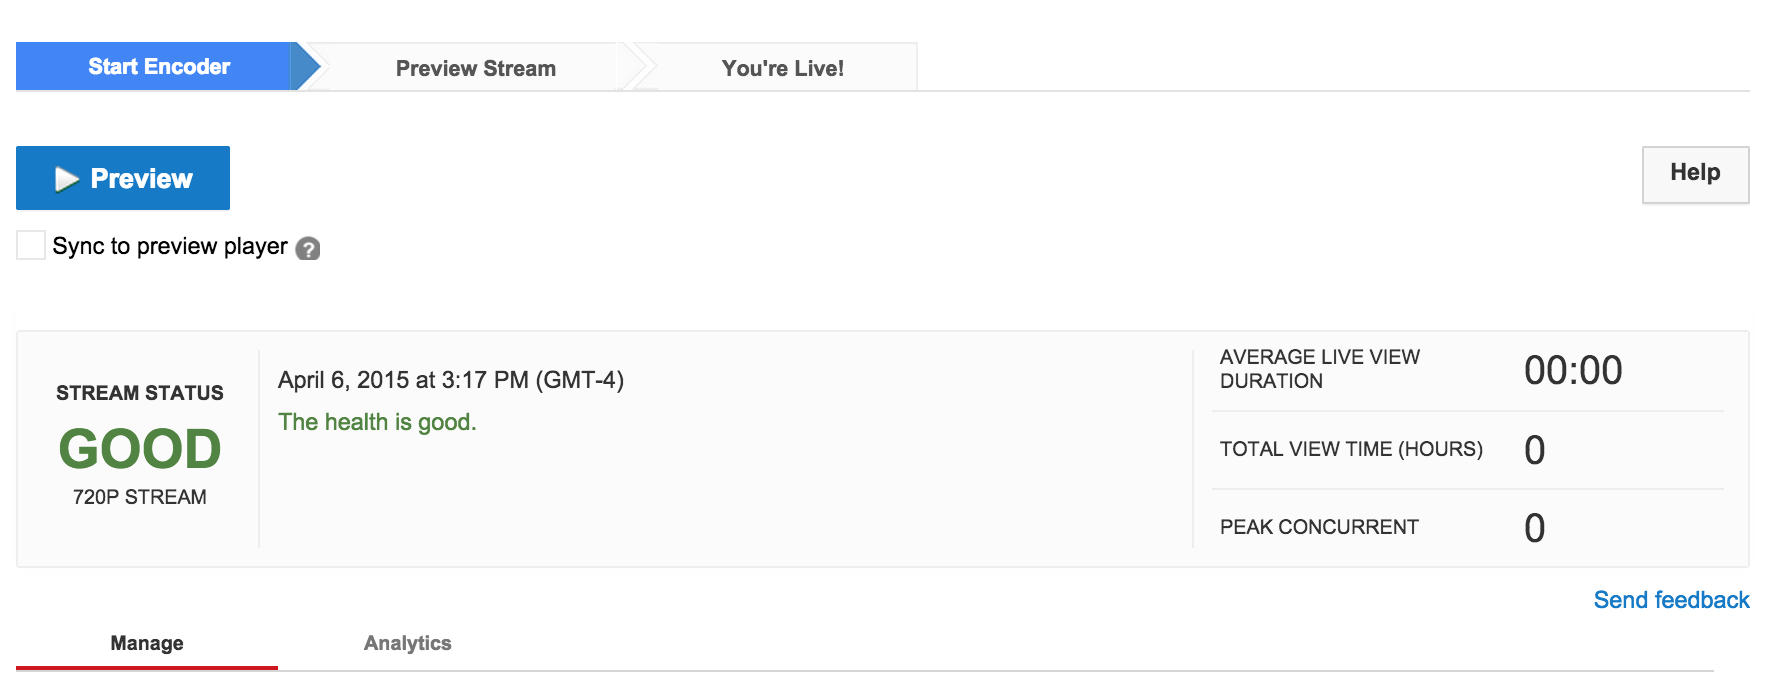 Start Encoder
Preview Stream
You're Live!
Preview
Help
Sync to preview player ?
STREAM STATUS
GOOD
720P STREAM
April 6, 2015 at 3:17 PM (GMT-4)
The health is good.
AVERAGE LIVE VIEW
DURATION
00:00
TOTAL VIEW TIME (HOURS)
0
PEAK CONCURRENT
0
Send feedback
Manage
Analytics